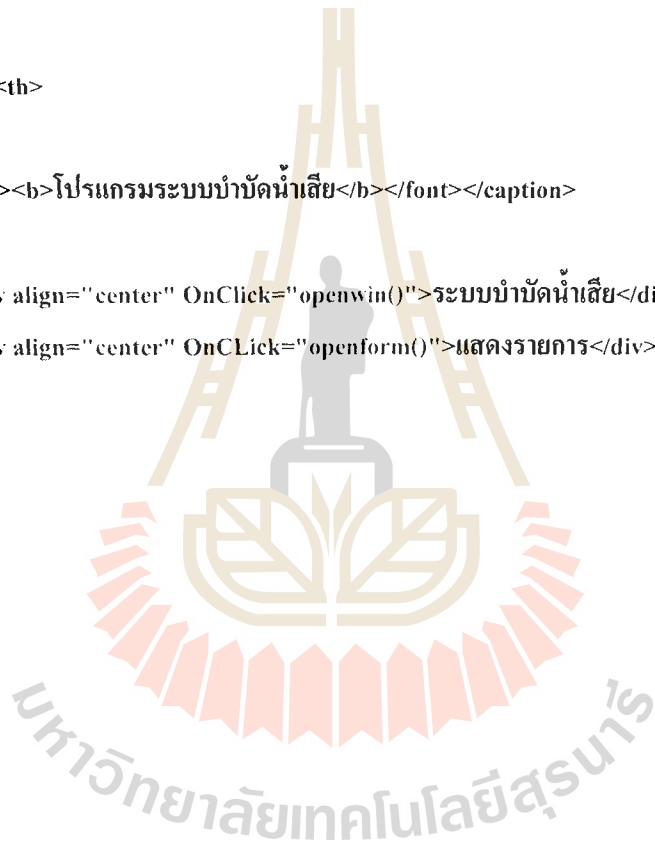 <th>
><b>โปรแกรมระบบบำบัดน้ำเสีย</b></font></caption>
align="center" OnClick="openwin()">ระบบบำบัดน้ำเสีย</di
align="center" OnCLick="openform()">แสดงรายการ</div>
มหาวิทยาลัยเทคโนโลยีสุรนารี